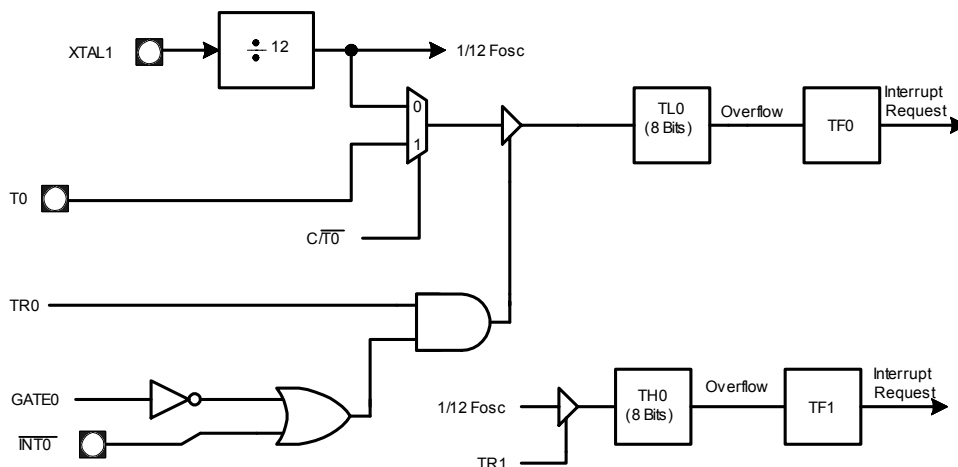 XTAL1
÷ 12
1/12 Fosc
0
1
T0
C/T0
TL0
(8 Bits)
Overflow
TF0
Interrupt
Request
TR0
GATE0
INT0
1/12 Fosc
TR1
TH0
(8 Bits)
Overflow
TF1
Interrupt
Request